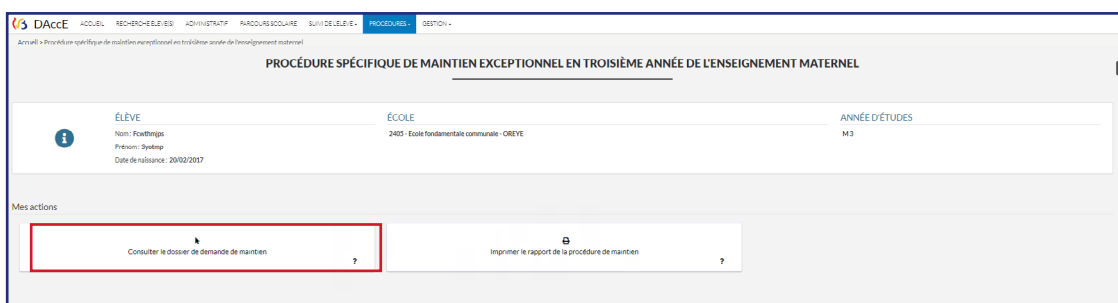 DAccE ACCUEIL RECHERCHE ELEVE(S) ADMINISTRATIF PARCOURS SCOLAIRE SUIVI DE L'ELEVE PROCÉDURES GESTION
Accueil > Procédure spécifique de maintien exceptionnel en troisième année de l'enseignement maternel
PROCÉDURE SPÉCIFIQUE DE MAINTIEN EXCEPTIONNEL EN TROISIÈME ANNÉE DE L'ENSEIGNEMENT MATERNEL
ÉLÈVE
Nom : Fcwthmjps
Prénom : Syotmp
Date de naissance : 20/02/2017
ÉCOLE
2405 - Ecole fondamentale communale - OREYE
ANNÉE D'ÉTUDES
M3
Mes actions
Consulter le dossier de demande de maintien
?
Imprimer le rapport de la procédure de maintien
?